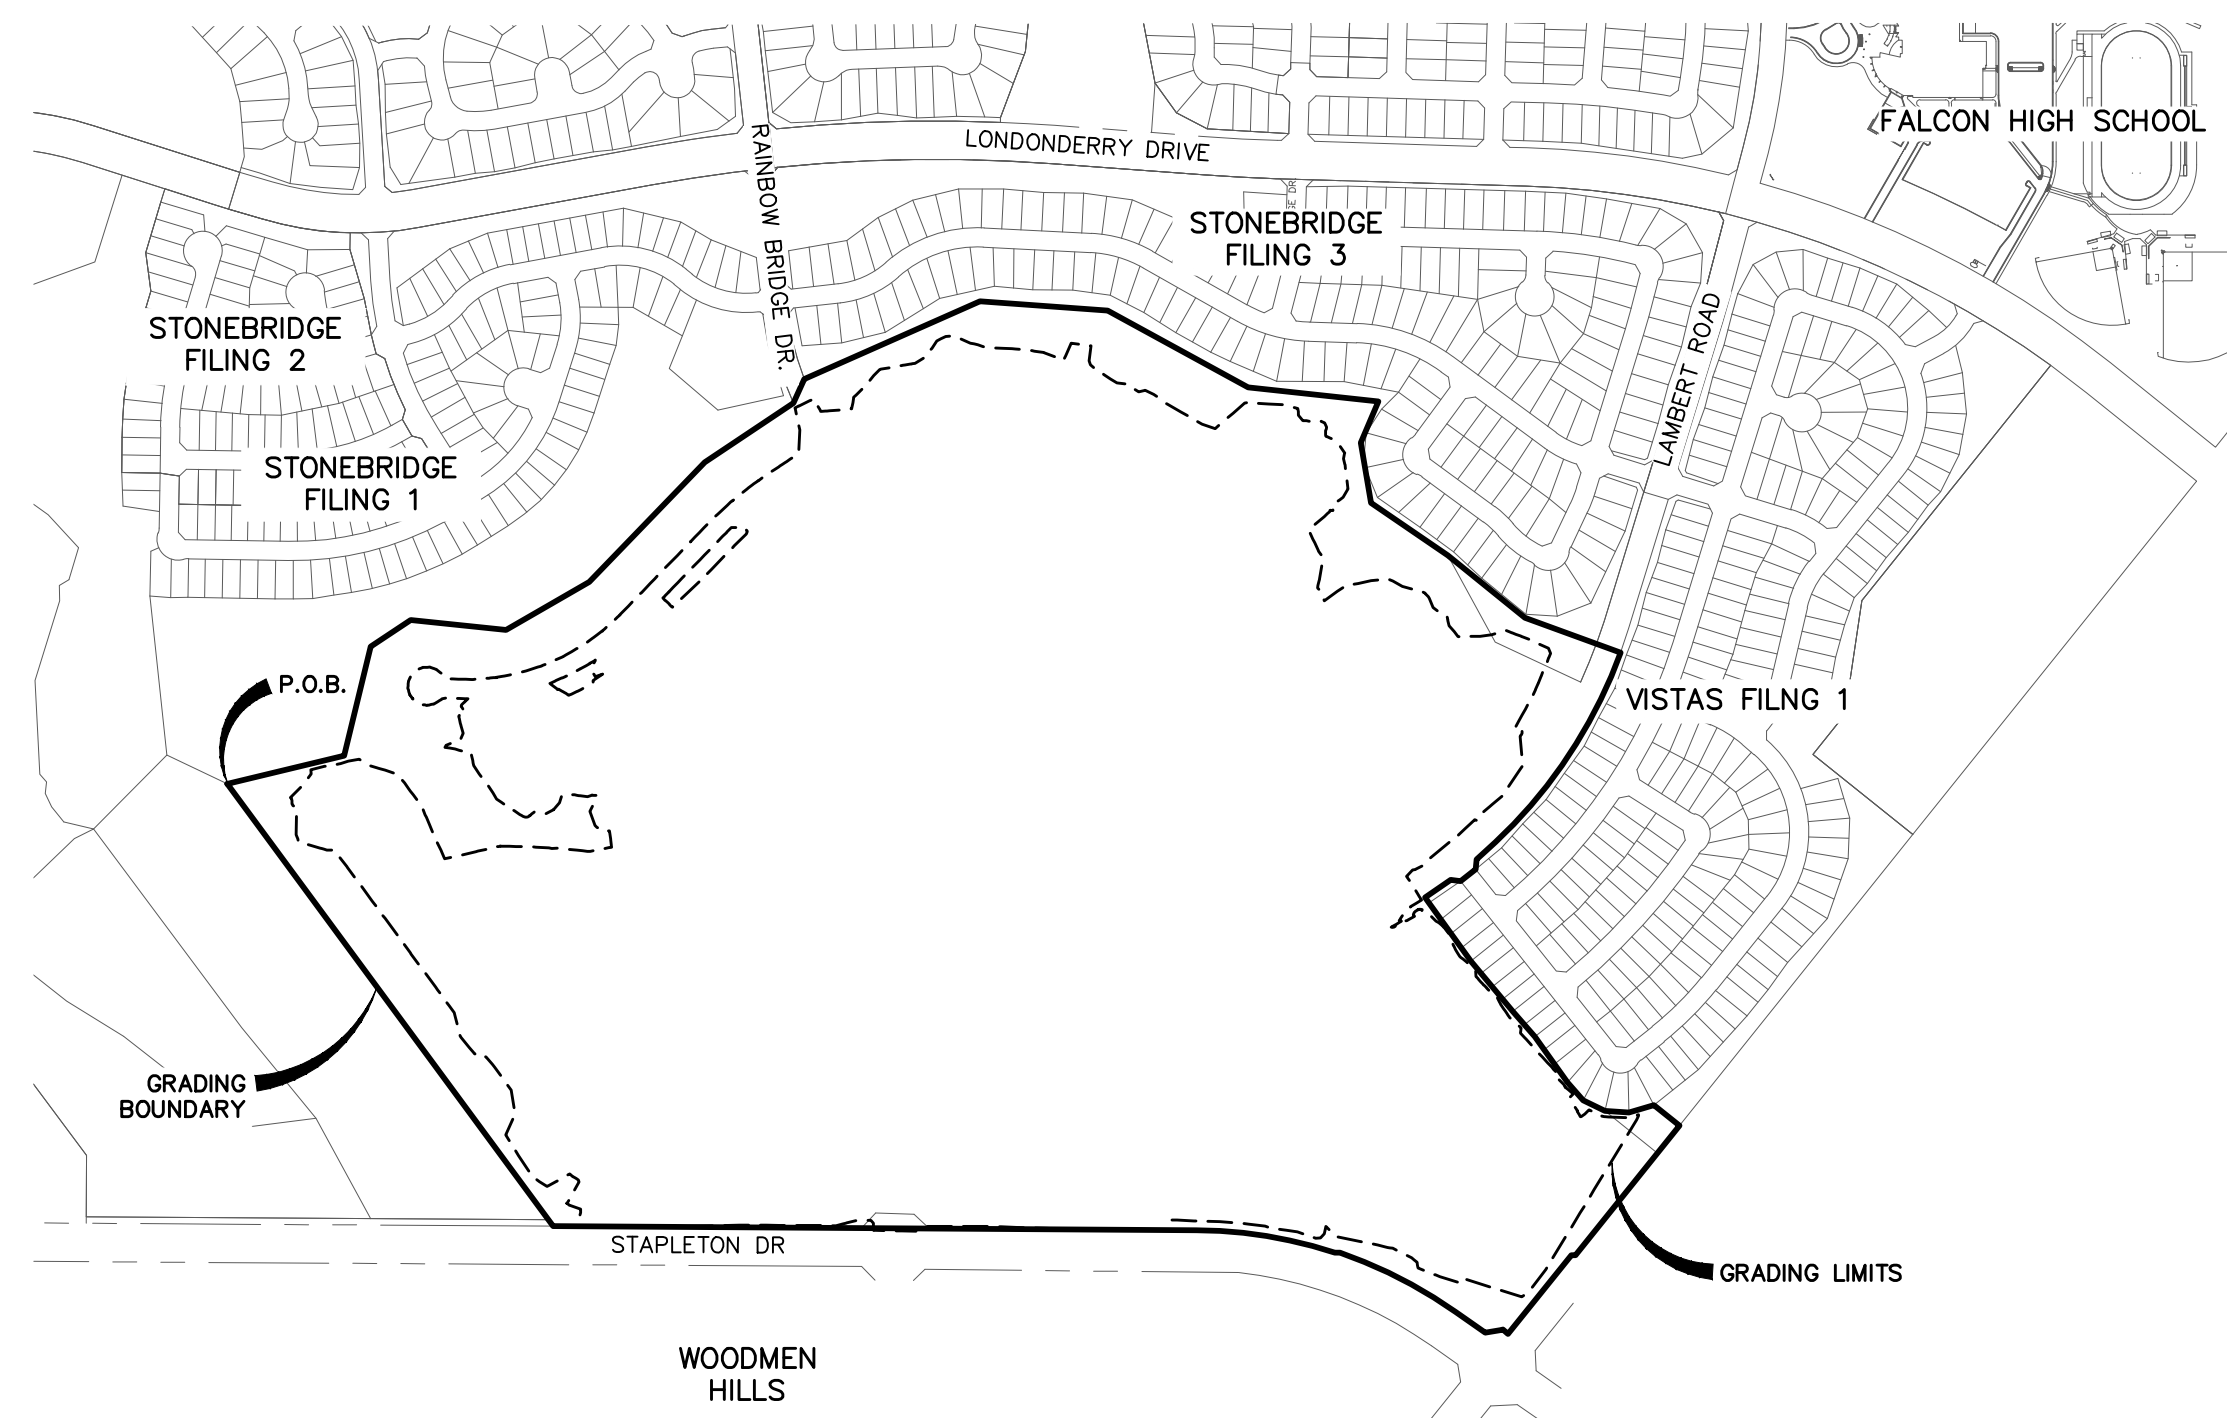 FALCON HIGH SCHOOL
LONDONDERRY DRIVE
RAINBOW BRIDGE DR.
STONEBRIDGE
FILING 3
STONEBRIDGE
FILING 2
LAMBERT ROAD
STONEBRIDGE
FILING 1
P.O.B.
VISTAS FILNG 1
GRADING
BOUNDARY
STAPLETON DR
GRADING LIMITS
WOODMEN
HILLS